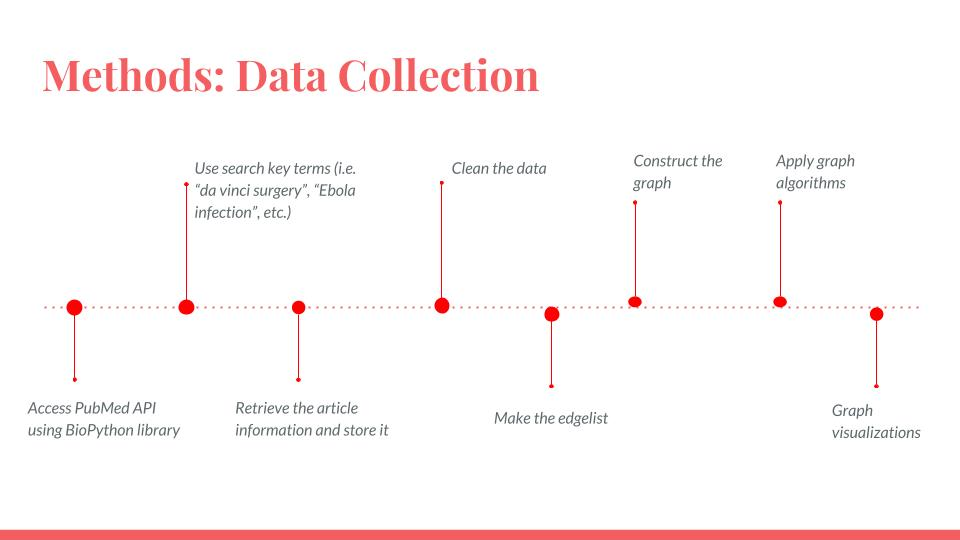 Methods: Data Collection
Access PubMed API
using BioPython library
Use search key terms (i.e.
“da vinci surgery”, “Ebola
infection”, etc.)
Retrieve the article
information and store it
Clean the data
Make the edgelist
Construct the
graph
Apply graph
algorithms
Graph
visualizations